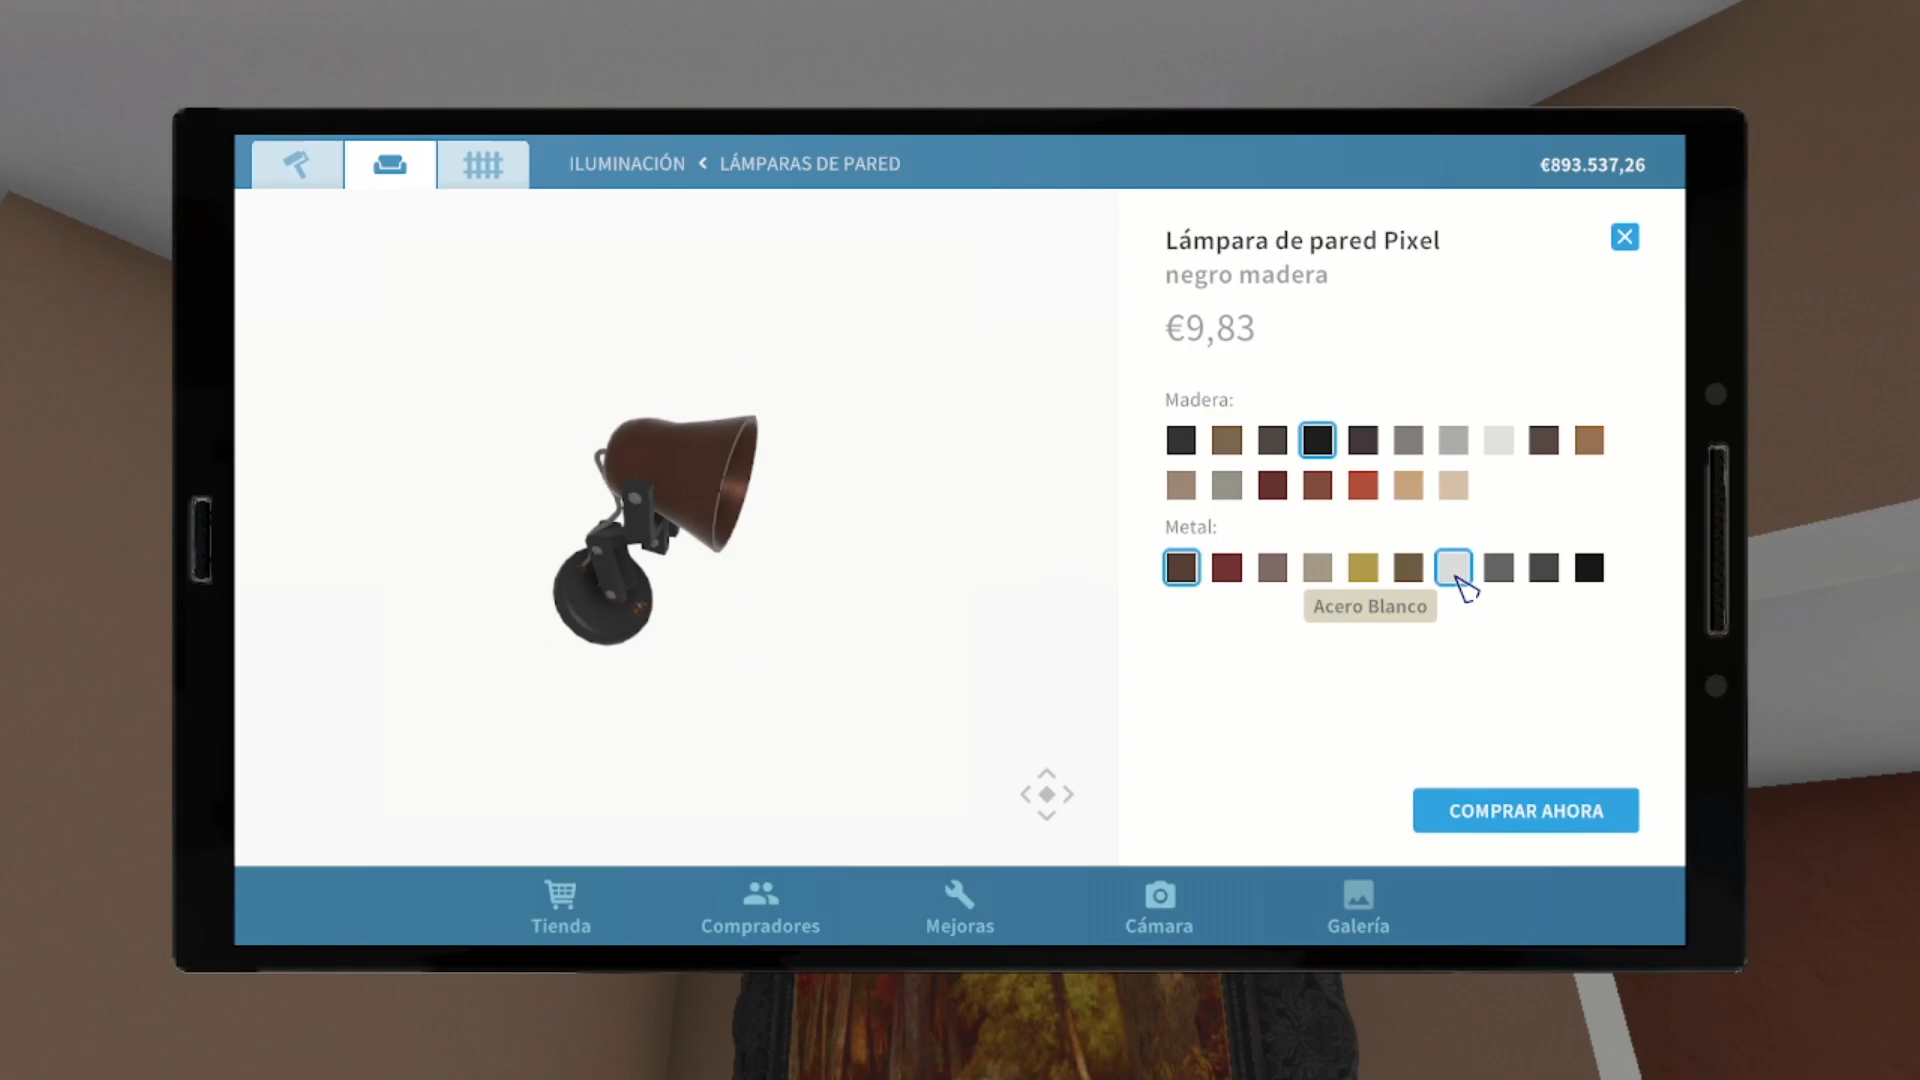 ILUMINACIÓN < LÁMPARAS DE PARED
€893.537,26
Lámpara de pared Pixel
negro madera
€9,83
Madera:
Metal:
Acero Blanco
COMPRAR AHORA
Tienda
Compradores
Mejoras
Cámara
Galería